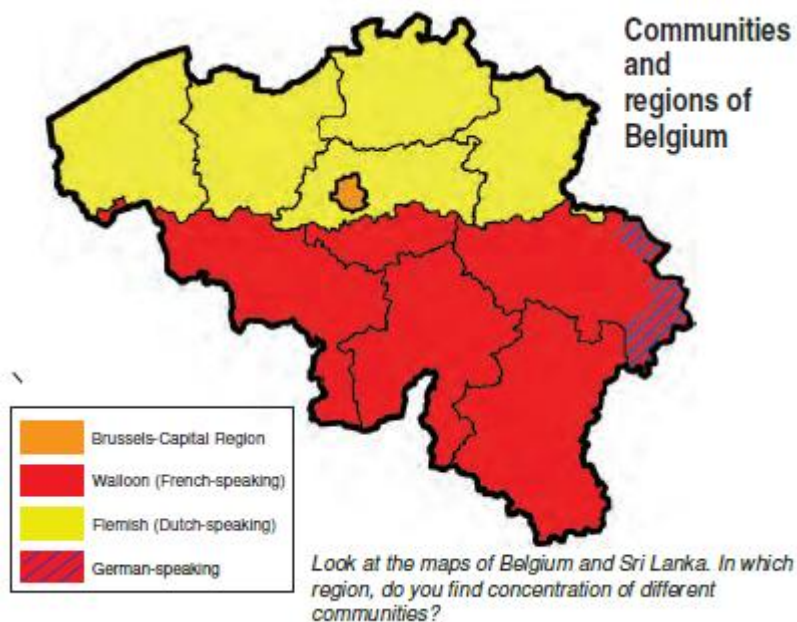 Communities
and
regions of
Belgium
Brussels-Capital Region
Walloon (French-speaking)
Flemish (Dutch-speaking)
German-speaking
Look at the maps of Belgium and Sri Lanka. In which
region, do you find concentration of different
communities?